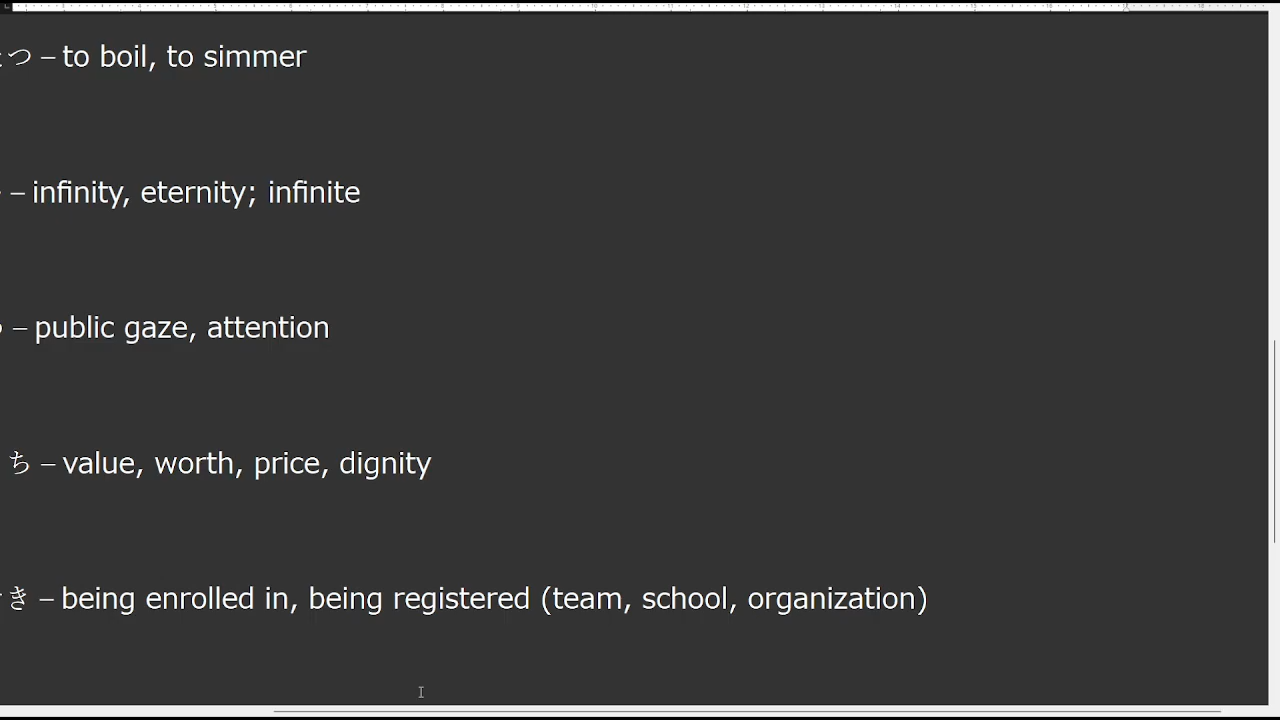 つ – to boil, to simmer
– infinity, eternity; infinite
– public gaze, attention
ち – value, worth, price, dignity
き – being enrolled in, being registered (team, school, organization)